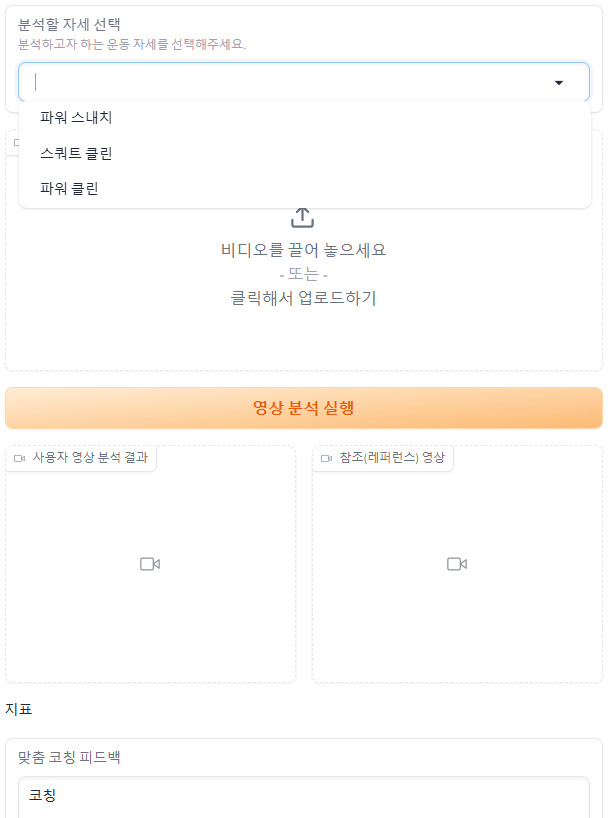 분석할 자세 선택
분석하고자 하는 운동 자세를 선택해주세요.
파워 스내치
스쿼트 클린
파워 클린
비디오를 끌어 놓으세요
- 또는 -
클릭해서 업로드하기
영상 분석 실행
사용자 영상 분석 결과
참조(레퍼런스) 영상
지표
맞춤 코칭 피드백
코칭